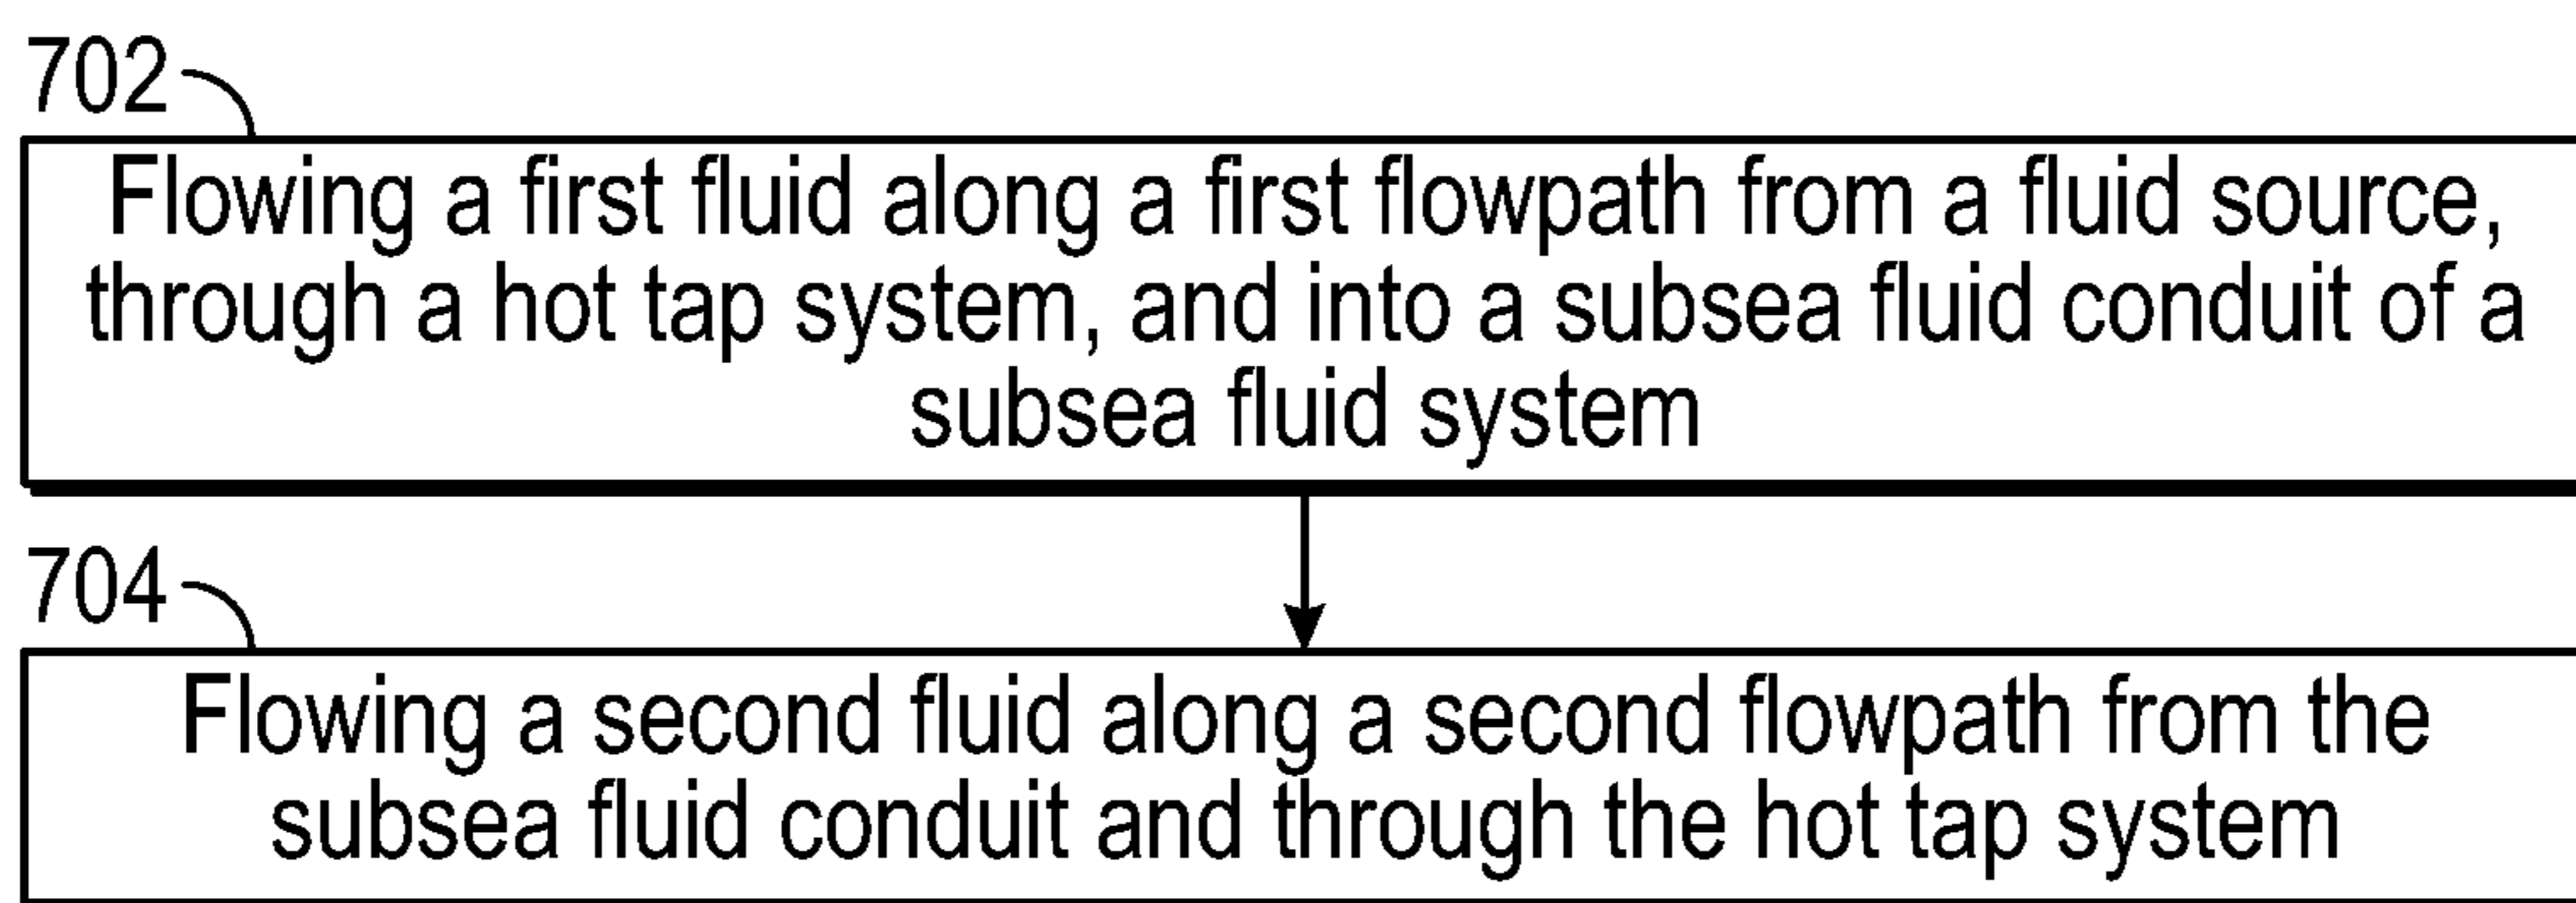 702
Flowing a first fluid along a first flowpath from a fluid source,
through a hot tap system, and into a subsea fluid conduit of a
subsea fluid system
704
Flowing a second fluid along a second flowpath from the
subsea fluid conduit and through the hot tap system